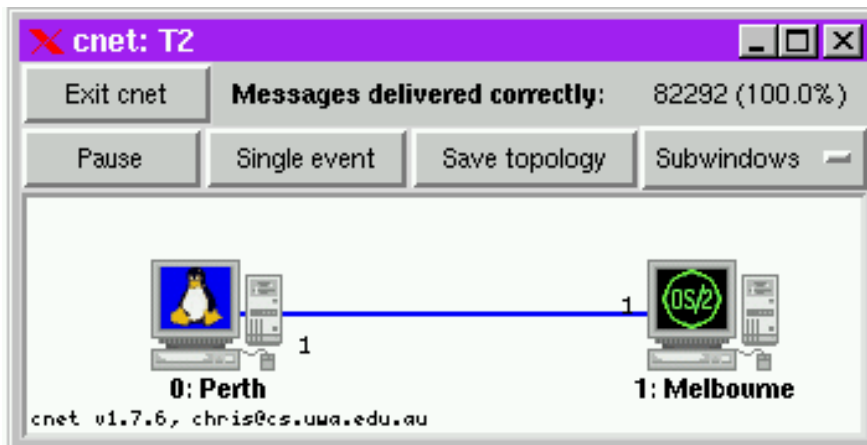 cnet: T2
Exit cnet Messages delivered correctly: 82292 (100.0%)
Pause Single event Save topology Subwindows
OS/2
1
1
0: Perth 1: Melbourne
cnet v1.7.6, chris@cs.uwa.edu.au